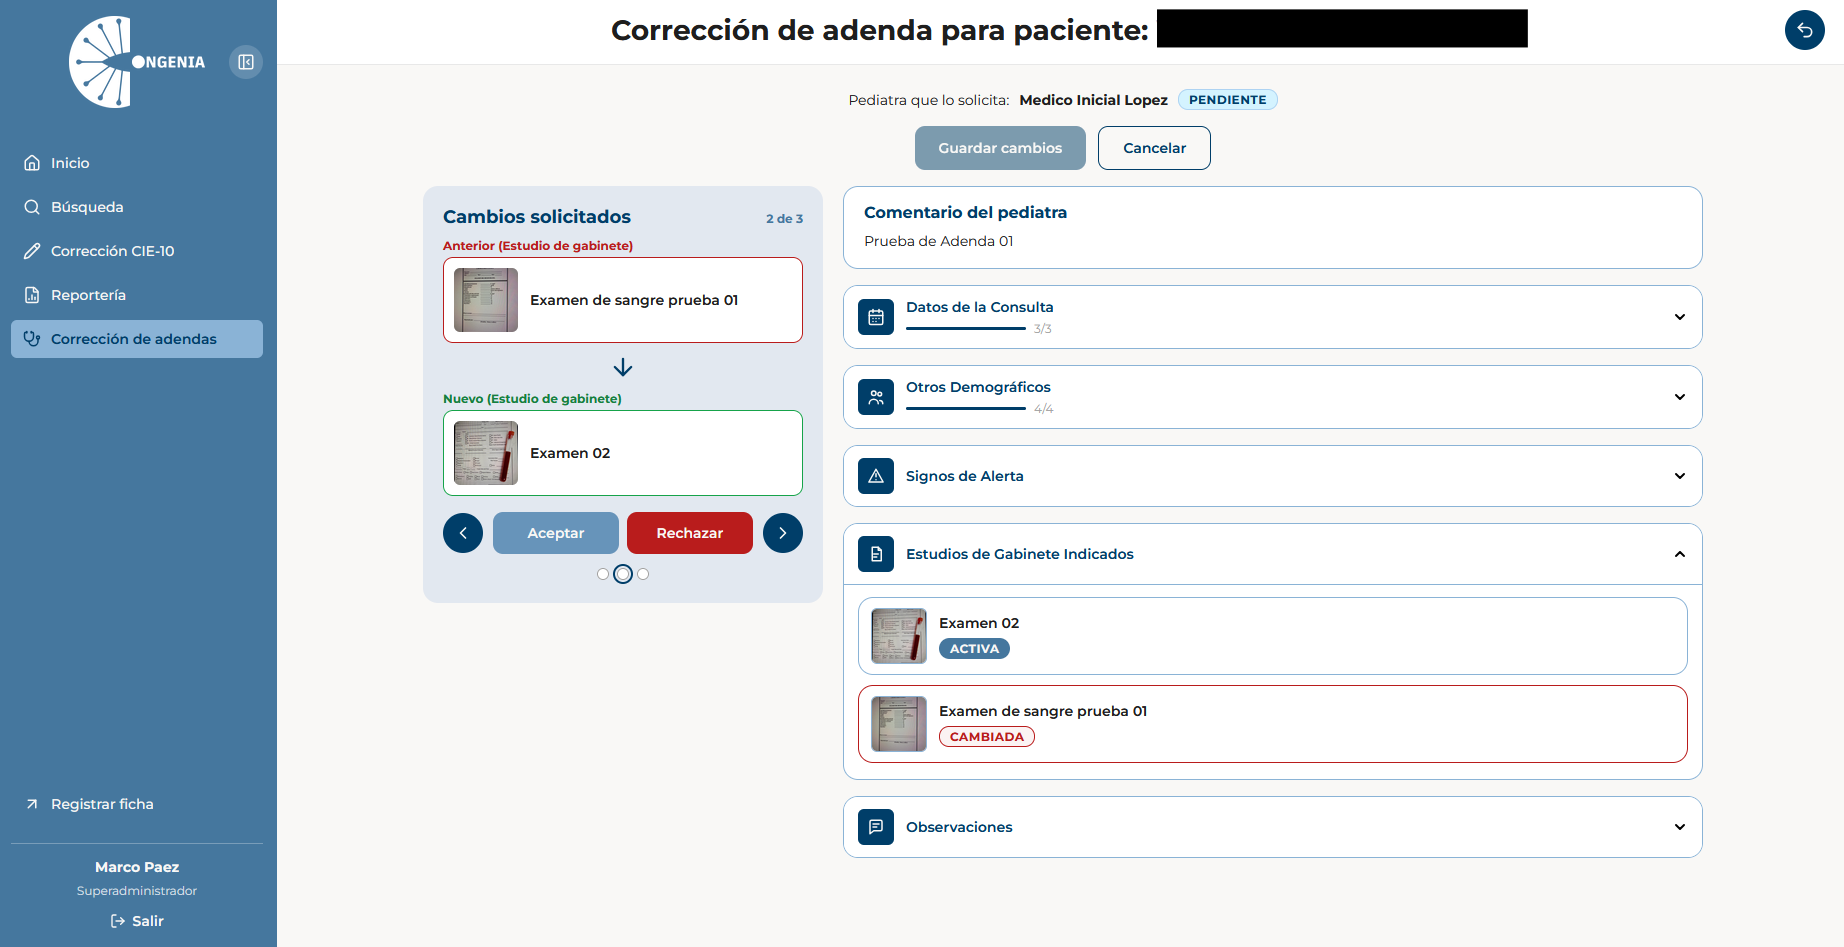 ONGENIA
Inicio
Búsqueda
Corrección CIE-10
Reportería
Corrección de adendas
Registrar ficha
Marco Paez
Superadministrador
Salir
Corrección de adenda para paciente:
Pediatra que lo solicita: Medico Inicial Lopez PENDIENTE
Guardar cambios Cancelar
Cambios solicitados 2 de 3
Anterior (Estudio de gabinete)
Examen de sangre prueba 01
Nuevo (Estudio de gabinete)
Examen 02
Aceptar Rechazar
Comentario del pediatra
Prueba de Adenda 01
Datos de la Consulta
3/3
Otros Demográficos
4/4
Signos de Alerta
Estudios de Gabinete Indicados
Examen 02
ACTIVA
Examen de sangre prueba 01
CAMBIADA
Observaciones